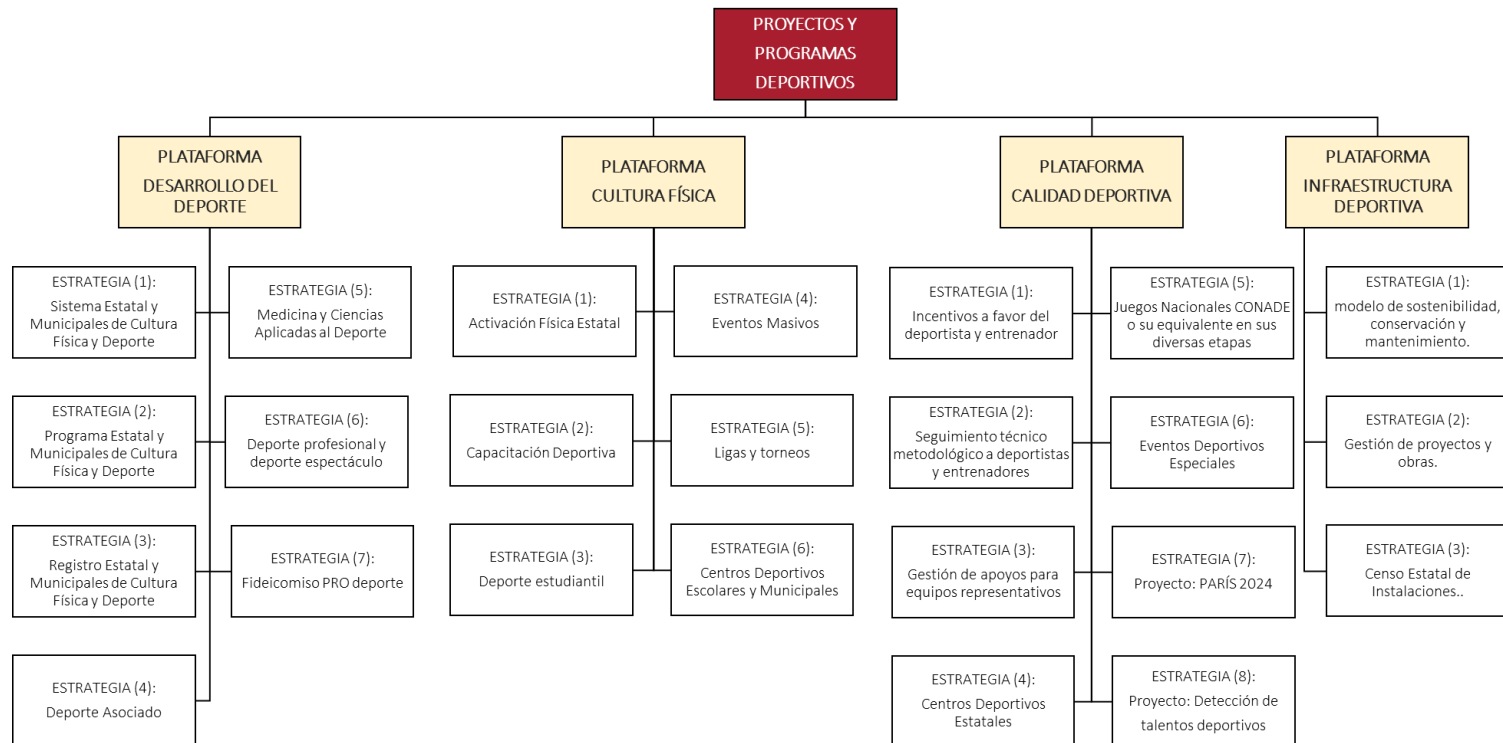 PROYECTOS Y
PROGRAMAS
DEPORTIVOS
PLATAFORMA
DESARROLLO DEL
DEPORTE
ESTRATEGIA (1):
Sistema Estatal y
Municipales de Cultura
Física y Deporte
ESTRATEGIA (5):
Medicina y Ciencias
Aplicadas al Deporte
ESTRATEGIA (2):
Programa Estatal y
Municipales de Cultura
Física y Deporte
ESTRATEGIA (6):
Deporte profesional y
deporte espectáculo
ESTRATEGIA (3):
Registro Estatal y
Municipales de Cultura
Física y Deporte
ESTRATEGIA (7):
Fideicomiso PRO deporte
ESTRATEGIA (4):
Deporte Asociado
PLATAFORMA
CULTURA FÍSICA
ESTRATEGIA (1):
Activación Física Estatal
ESTRATEGIA (4):
Eventos Masivos
ESTRATEGIA (2):
Capacitación Deportiva
ESTRATEGIA (5):
Ligas y torneos
ESTRATEGIA (3):
Deporte estudiantil
ESTRATEGIA (6):
Centros Deportivos
Escolares y Municipales
PLATAFORMA
CALIDAD DEPORTIVA
ESTRATEGIA (1):
Incentivos a favor del
deportista y entrenador
ESTRATEGIA (5):
Juegos Nacionales CONADE
o su equivalente en sus
diversas etapas
ESTRATEGIA (2):
Seguimiento técnico
metodológico a deportistas
y entrenadores
ESTRATEGIA (6):
Eventos Deportivos
Especiales
ESTRATEGIA (3):
Gestión de apoyos para
equipos representativos
ESTRATEGIA (7):
Proyecto: PARÍS 2024
ESTRATEGIA (4):
Centros Deportivos
Estatales
ESTRATEGIA (8):
Proyecto: Detección de
talentos deportivos
PLATAFORMA
INFRAESTRUCTURA
DEPORTIVA
ESTRATEGIA (1):
modelo de sostenibilidad,
conservación y
mantenimiento.
ESTRATEGIA (2):
Gestión de proyectos y
obras.
ESTRATEGIA (3):
Censo Estatal de
Instalaciones..